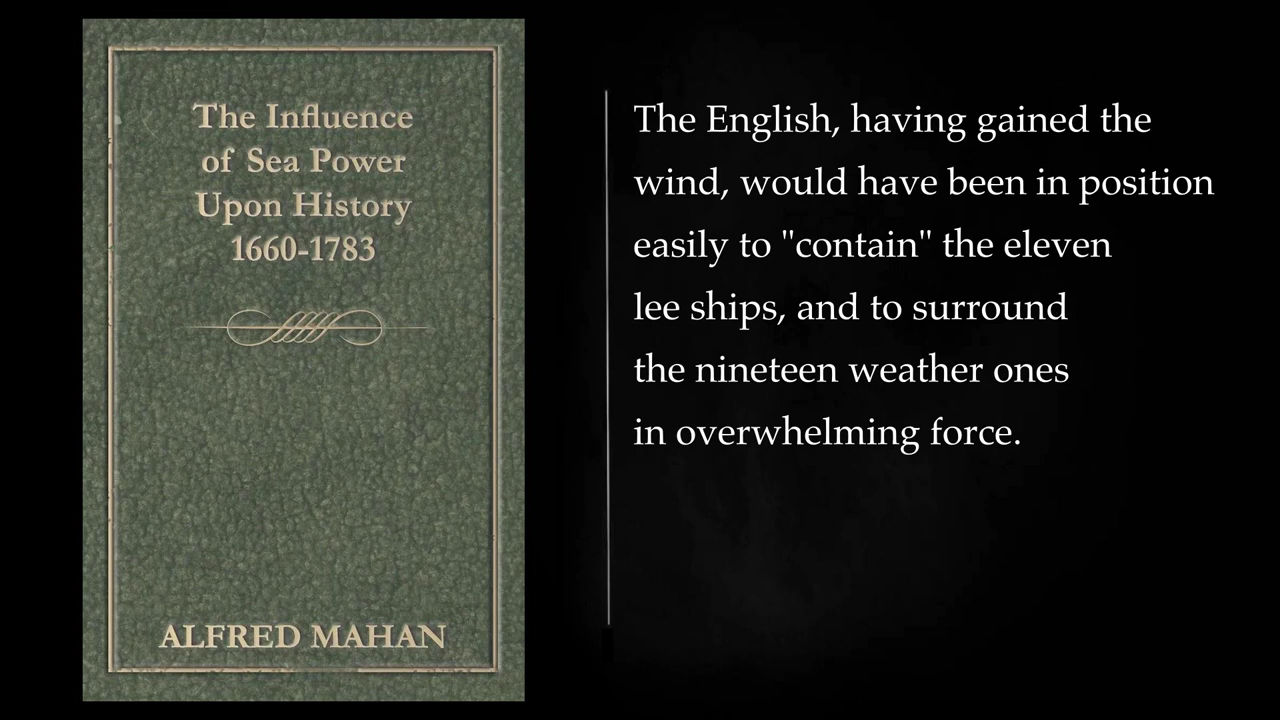 The Influence
of Sea Power
Upon History
1660-1783
ALFRED MAHAN
The English, having gained the
wind, would have been in position
easily to "contain" the eleven
lee ships, and to surround
the nineteen weather ones
in overwhelming force.